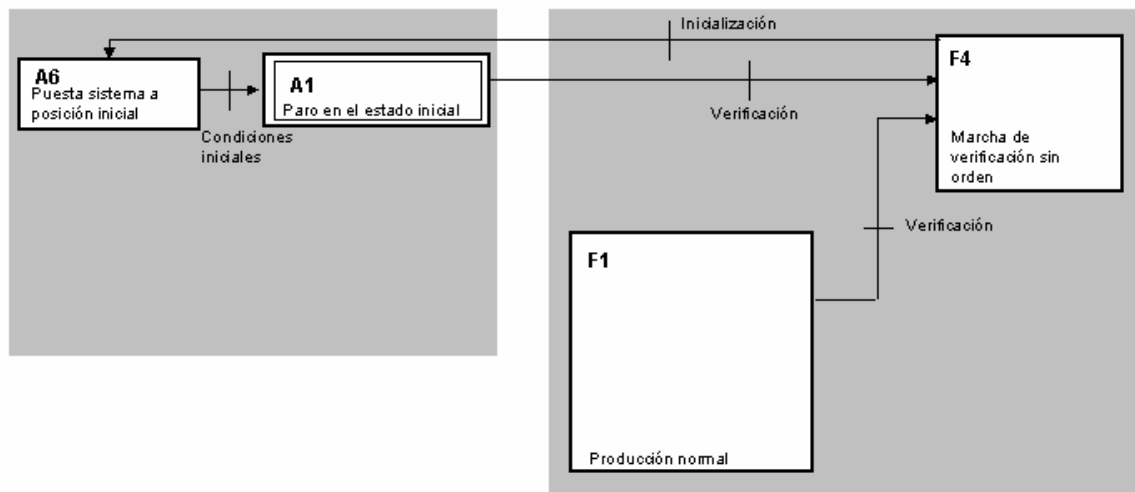 Inicialización
A6
Puesta sistema a
posición inicial
A1
Paro en el estado inicial
F4
Marcha de
verificación sin
orden
Condiciones
iniciales
Verificación
Verificación
F1
Producción normal